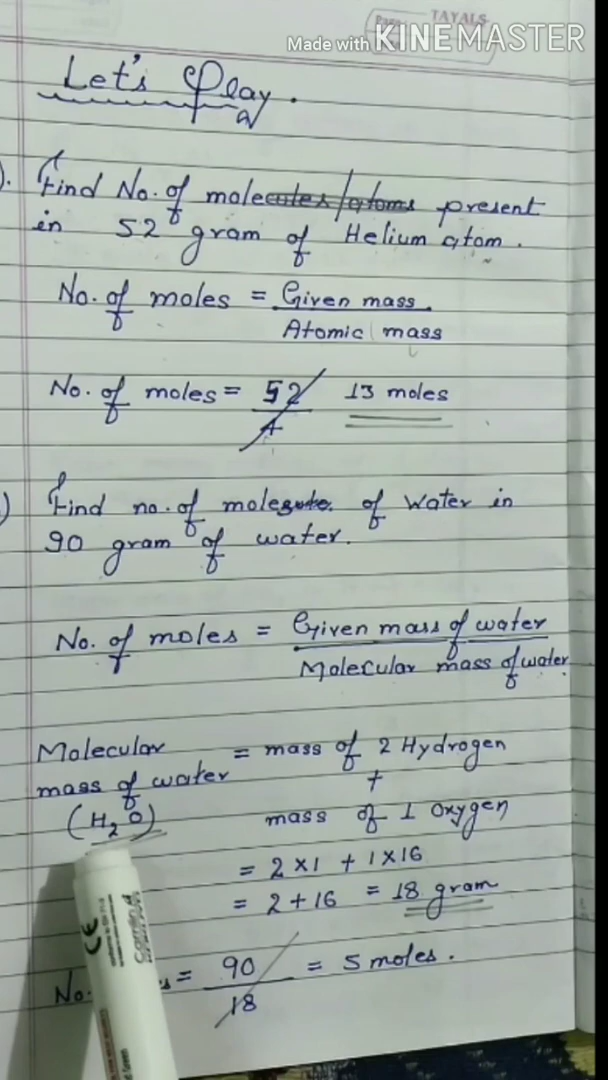 TAYALS
Made with KINEMASTER
Let's Play.
). Find No. of molecules/atoms present
in 52 gram of Helium atom.
No. of moles = Given mass.
Atomic mass
No. of moles = 52 13 moles
4
) Find no. of molecule. of water in
90 gram of water.
No. of moles = Given mass of water
Molecular mass of water
Molecular = mass of 2 Hydrogen
mass of water +
(H₂O) mass of 1 Oxygen
= 2×1 + 1×16
= 2+16 = 18 gram
No. s = 90 = 5 moles.
18
CE
Camlin